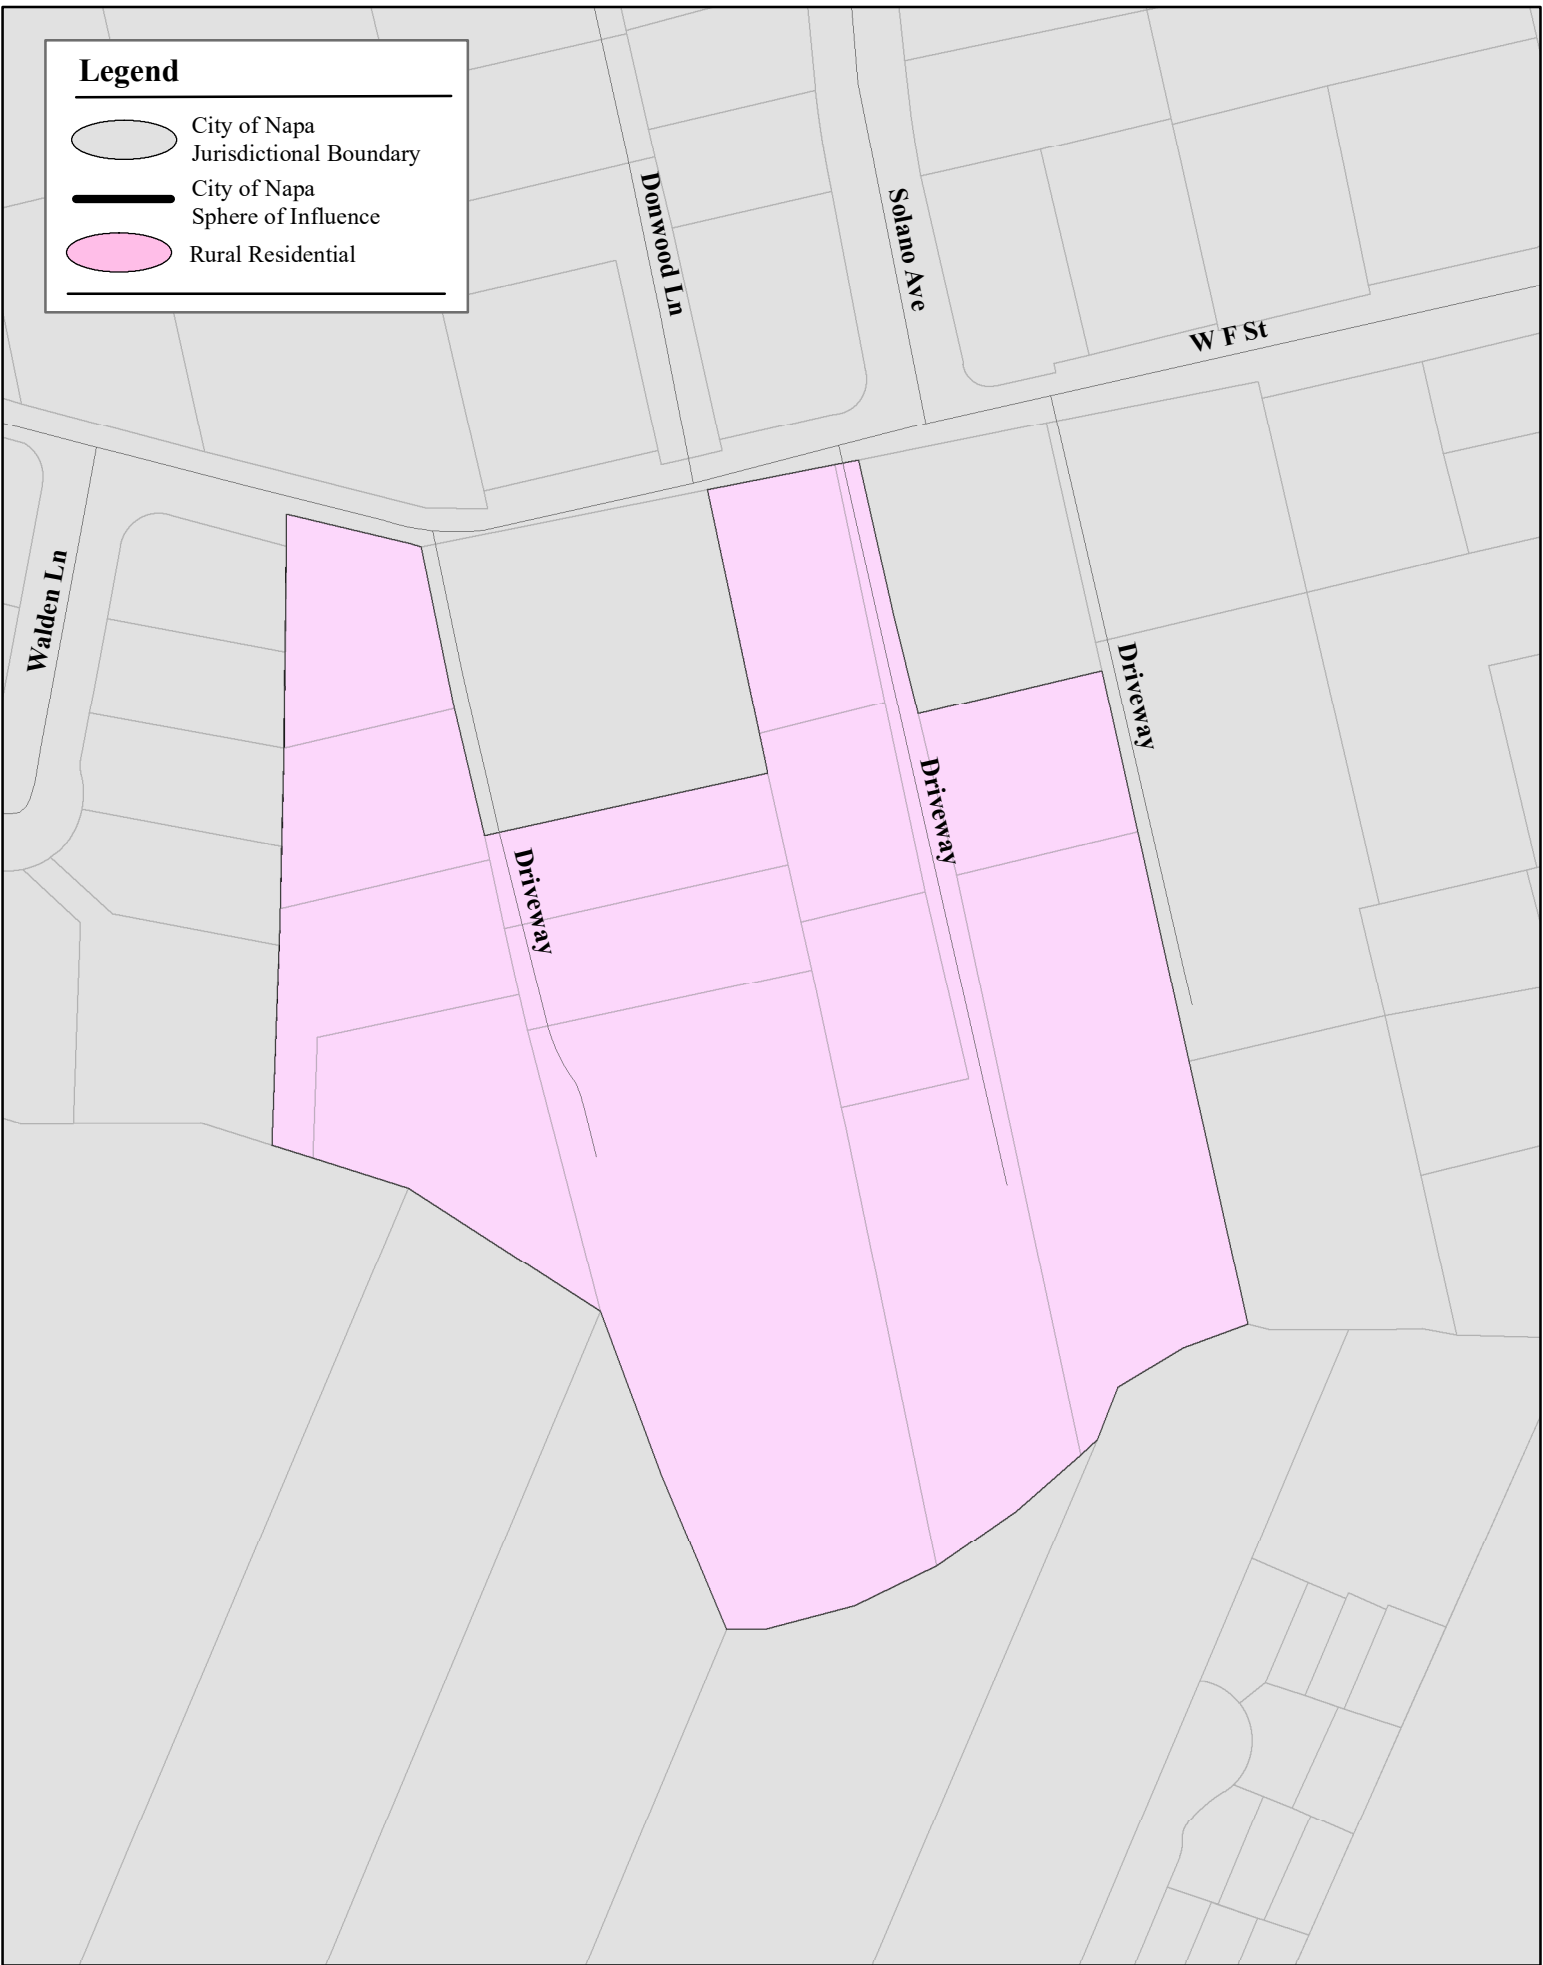 Legend
City of Napa
Jurisdictional Boundary
City of Napa
Sphere of Influence
Rural Residential
Donwood Ln
Solano Ave
W F St
Walden Ln
Driveway
Driveway
Driveway